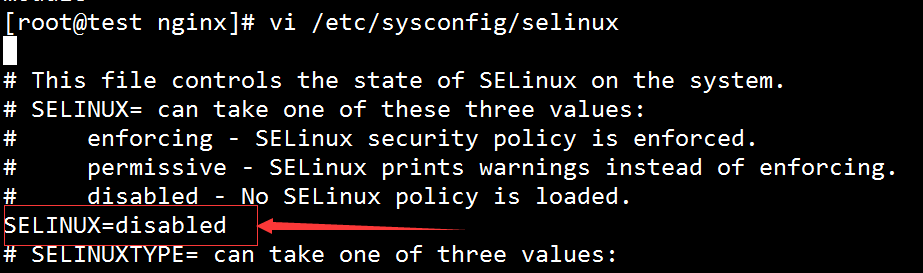 [root@test nginx]# vi /etc/sysconfig/selinux
# This file controls the state of SELinux on the system.
# SELINUX= can take one of these three values:
#     enforcing - SELinux security policy is enforced.
#     permissive - SELinux prints warnings instead of enforcing.
#     disabled - No SELinux policy is loaded.
SELINUX=disabled
# SELINUXTYPE= can take one of three values: